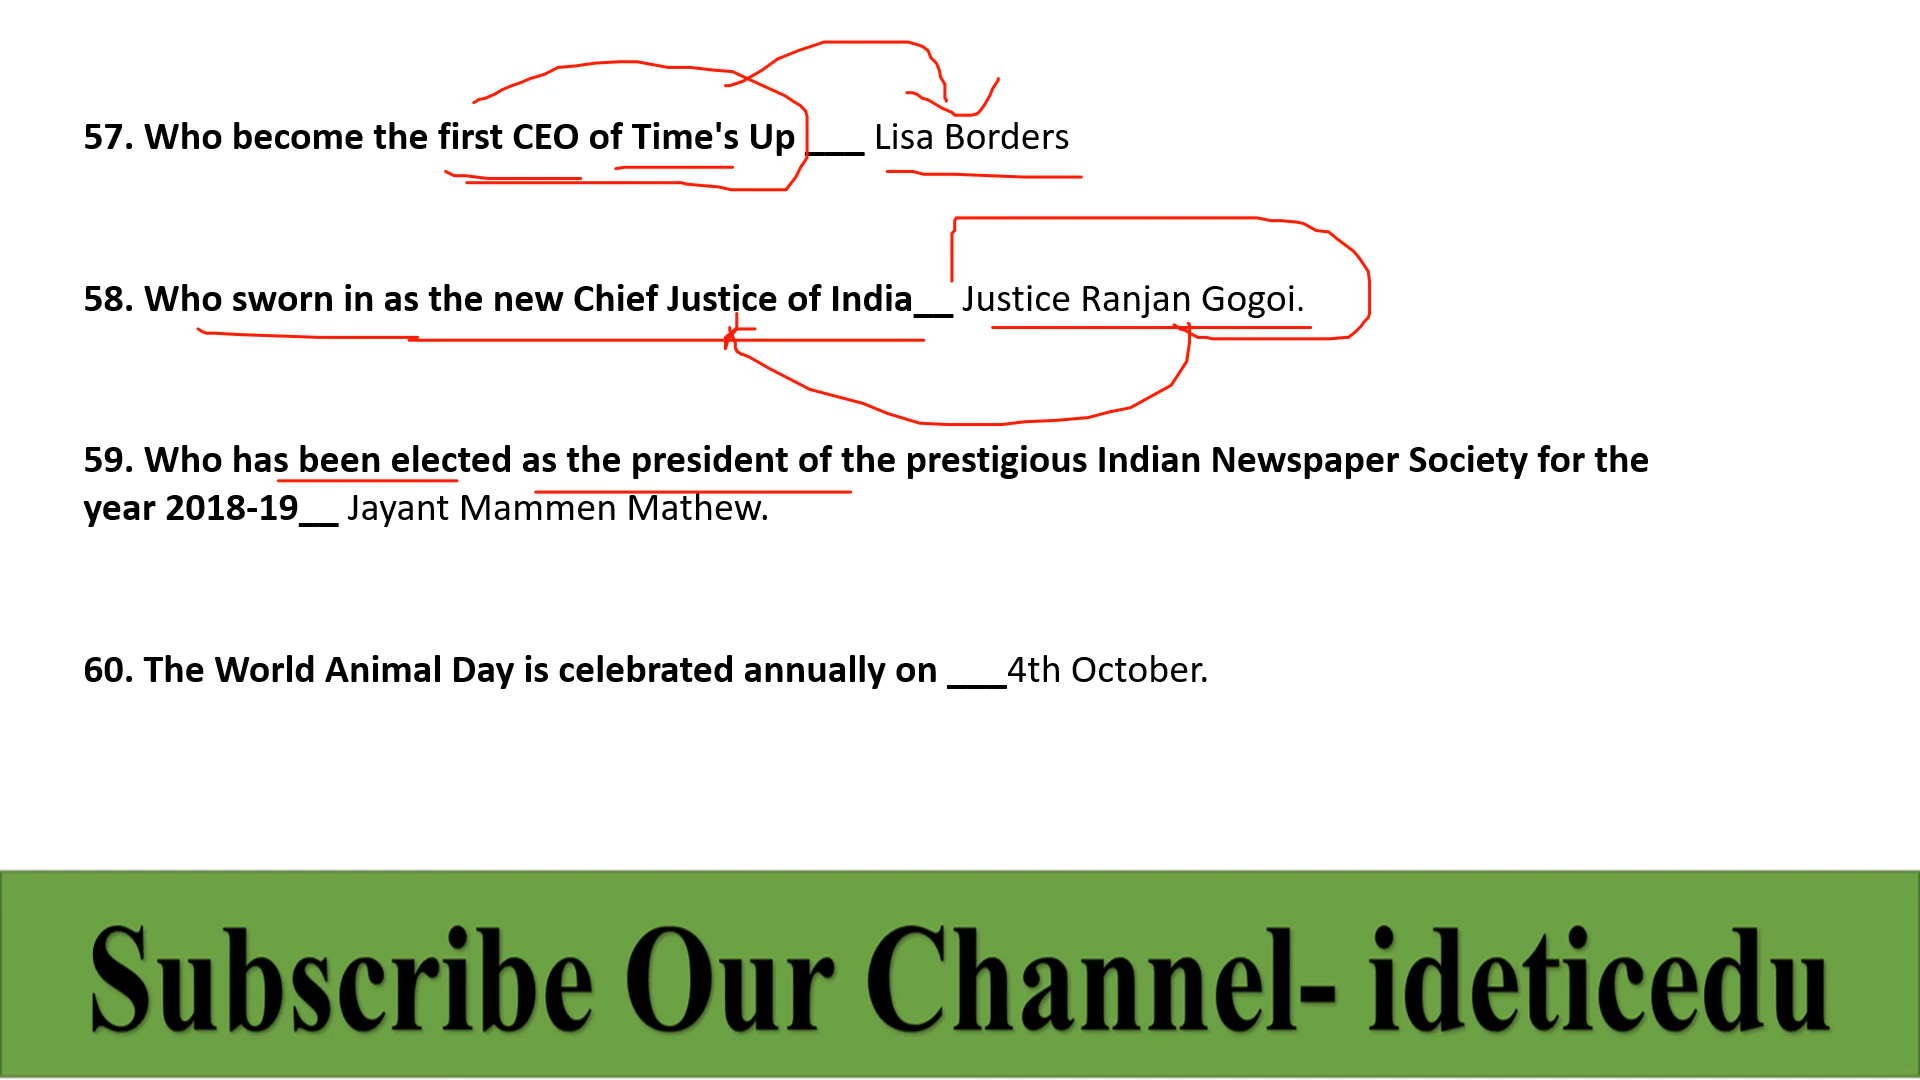 57. Who become the first CEO of Time's Up ___ Lisa Borders
58. Who sworn in as the new Chief Justice of India__ Justice Ranjan Gogoi.
59. Who has been elected as the president of the prestigious Indian Newspaper Society for the
year 2018-19__ Jayant Mammen Mathew.
60. The World Animal Day is celebrated annually on ___4th October.
Subscribe Our Channel- ideticedu